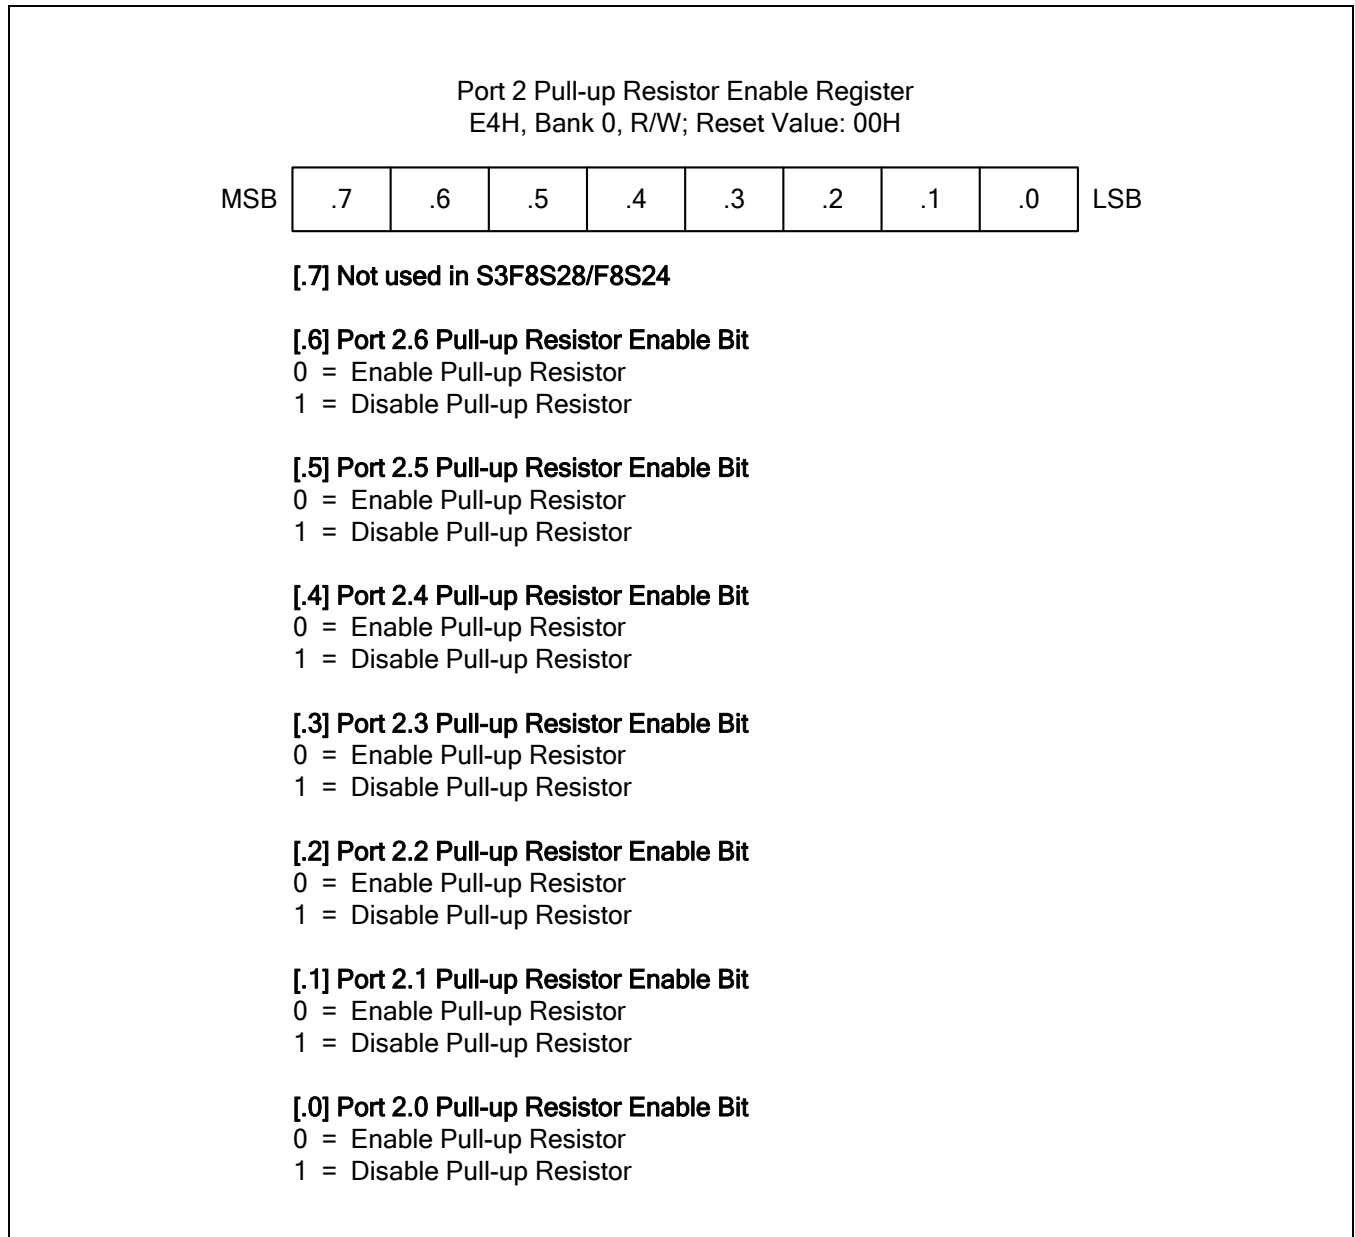 Port 2 Pull-up Resistor Enable Register
E4H, Bank 0, R/W; Reset Value: 00H
MSB .7 .6 .5 .4 .3 .2 .1 .0 LSB
[.7] Not used in S3F8S28/F8S24
[.6] Port 2.6 Pull-up Resistor Enable Bit
0 = Enable Pull-up Resistor
1 = Disable Pull-up Resistor
[.5] Port 2.5 Pull-up Resistor Enable Bit
0 = Enable Pull-up Resistor
1 = Disable Pull-up Resistor
[.4] Port 2.4 Pull-up Resistor Enable Bit
0 = Enable Pull-up Resistor
1 = Disable Pull-up Resistor
[.3] Port 2.3 Pull-up Resistor Enable Bit
0 = Enable Pull-up Resistor
1 = Disable Pull-up Resistor
[.2] Port 2.2 Pull-up Resistor Enable Bit
0 = Enable Pull-up Resistor
1 = Disable Pull-up Resistor
[.1] Port 2.1 Pull-up Resistor Enable Bit
0 = Enable Pull-up Resistor
1 = Disable Pull-up Resistor
[.0] Port 2.0 Pull-up Resistor Enable Bit
0 = Enable Pull-up Resistor
1 = Disable Pull-up Resistor